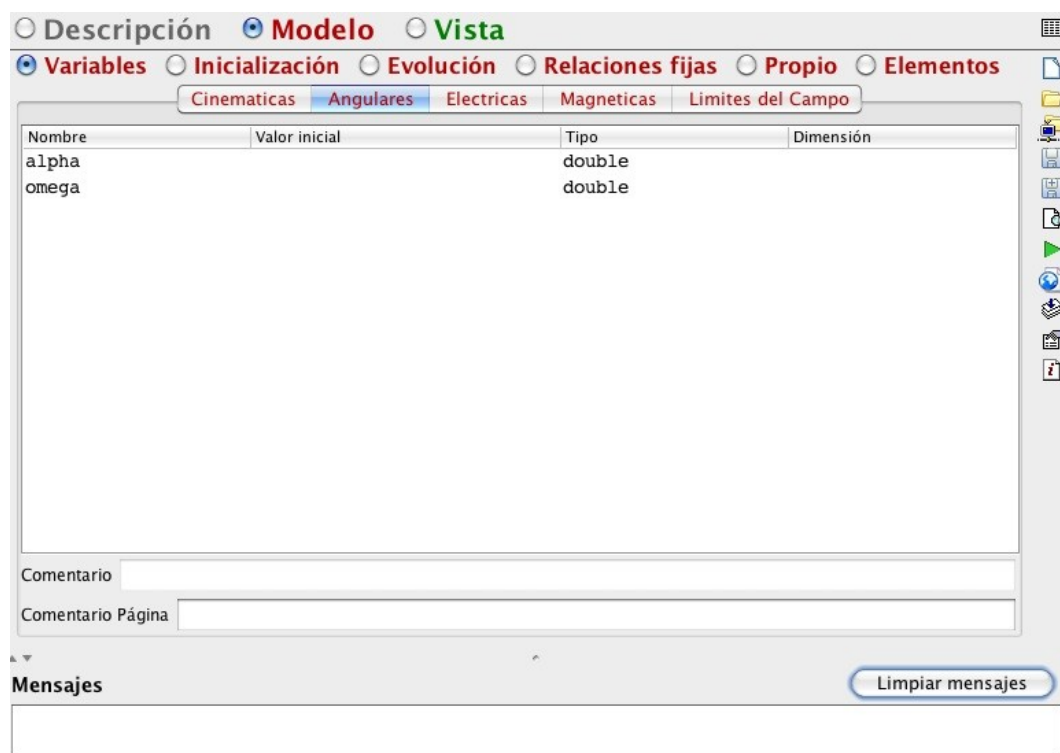 Descripción Modelo Vista
Variables Inicialización Evolución Relaciones fijas Propio Elementos
Cinematicas Angulares Electricas Magneticas Limites del Campo
Nombre Valor inicial Tipo Dimensión
alpha double
omega double
Comentario
Comentario Página
Mensajes Limpiar mensajes